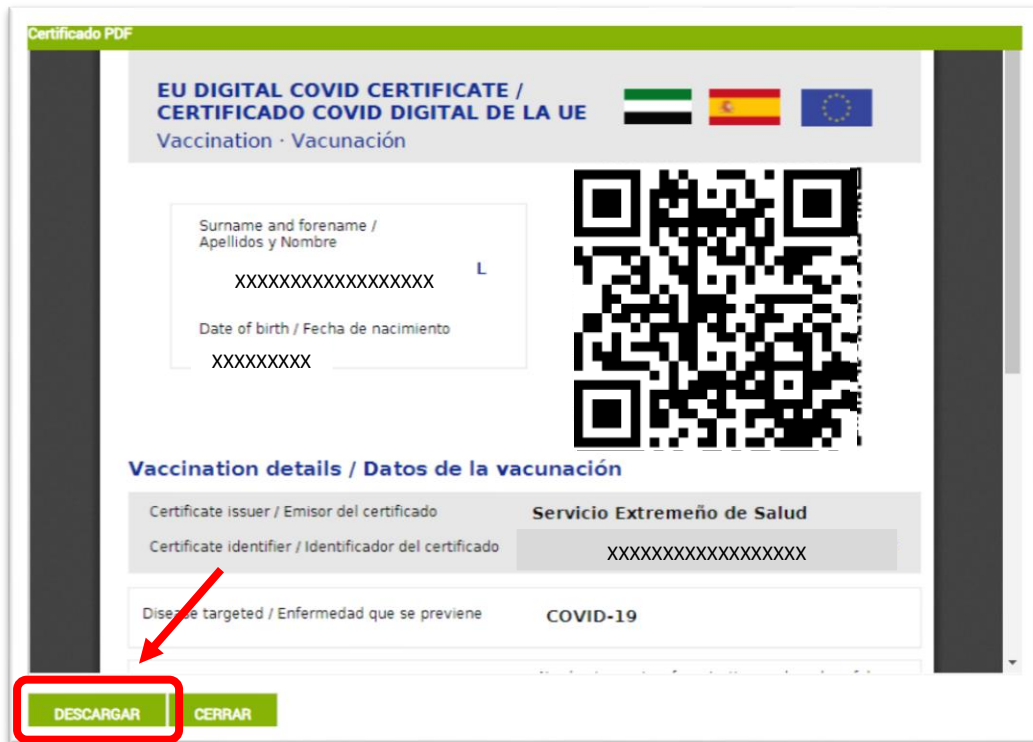 Certificado PDF
EU DIGITAL COVID CERTIFICATE /
CERTIFICADO COVID DIGITAL DE LA UE
Vaccination · Vacunación
Surname and forename /
Apellidos y Nombre
L
XXXXXXXXXXXXXXXXXX
Date of birth / Fecha de nacimiento
XXXXXXXXX
Vaccination details / Datos de la vacunación
Certificate issuer / Emisor del certificado Servicio Extremeño de Salud
Certificate identifier / Identificador del certificado XXXXXXXXXXXXXXXXXX
Disease targeted / Enfermedad que se previene COVID-19
DESCARGAR CERRAR